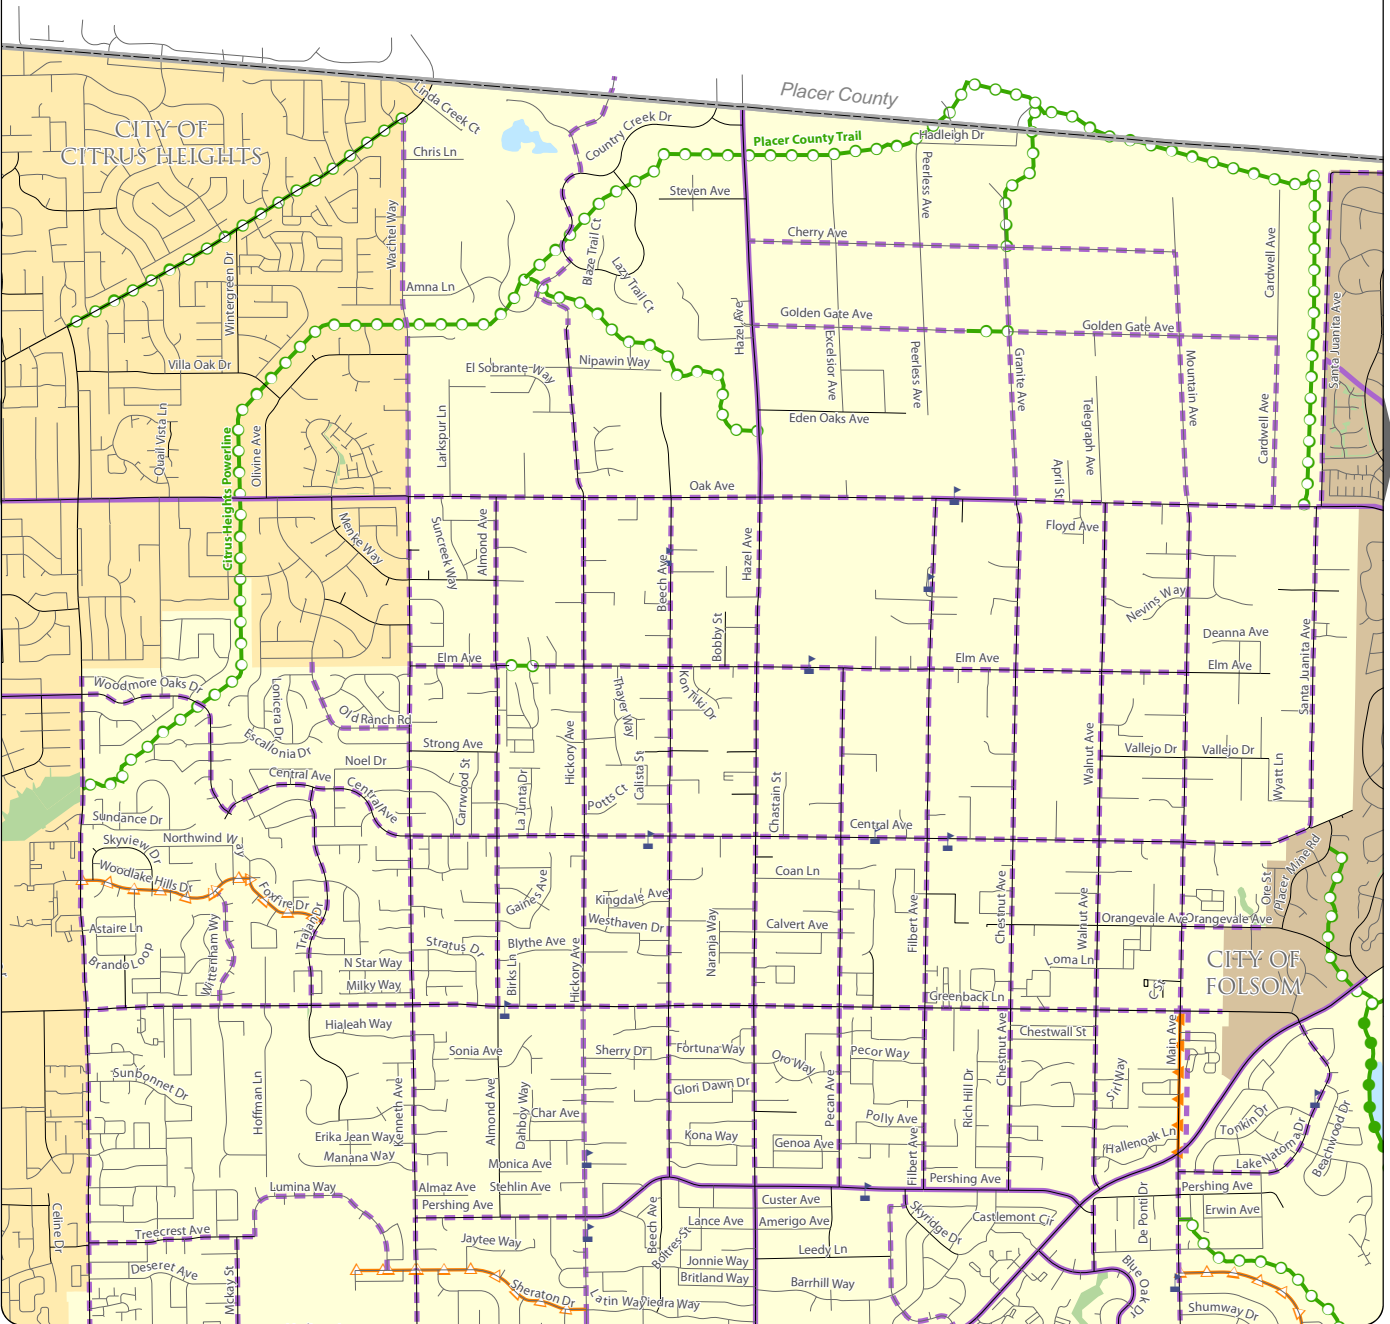 Placer County
Linda Creek Ct
CITY OF
CITRUS HEIGHTS
Country Creek Dr
Placer County Trail
Hadleigh Dr
Chris Ln
Peerless Ave
Steven Ave
Wachtel Way
Cherry Ave
Blaze Trail Ct
Lazy Trail Ct
Cardwell Ave
Wintergreen Dr
Amna Ln
Hazel Ave
Golden Gate Ave
Golden Gate Ave
Santa Juanita Ave
Villa Oak Dr
El Sobrante Way
Nipawin Way
Excelsior Ave
Peerless Ave
Granite Ave
Mountain Ave
Quail Vista Ln
Olivine Ave
Larkspur Ln
Eden Oaks Ave
Telegraph Ave
Cardwell Ave
Citrus Heights Powerline
Oak Ave
April St
Menke Way
Suncreek Way
Almond Ave
Beech Ave
Hazel Ave
Floyd Ave
Nevins Way
Bobby St
Deanna Ave
Elm Ave
Elm Ave
Elm Ave
Santa Juanita Ave
Woodmore Oaks Dr
Lonicera Dr
Old Ranch Rd
Thayer Way
Kon Tiki Dr
Escallonia Dr
Strong Ave
Hickory Ave
Walnut Ave
Vallejo Dr
Vallejo Dr
Noel Dr
Central Ave
Central Ave
Carrwood St
La Junta Dr
Calista St
Potts Ct
Chastain St
Wyatt Ln
Sundance Dr
Central Ave
Skyview Dr
Northwind Way
Placer Mine Rd
Woodlake Hills Dr
Foxfire Dr
Gaines Ave
Kingdale Ave
Coan Ln
Ore St
Astaire Ln
Trajan Dr
Westhaven Dr
Calvert Ave
Filbert Ave
Chestnut Ave
Walnut Ave
Orangevale Ave
Orangevale Ave
Brando Loop
Wittenham Wy
Stratus Dr
Blythe Ave
Naranja Way
N Star Way
Milky Way
Birks Ln
Hickory Ave
Loma Ln
CITY OF
FOLSOM
C St
Greenback Ln
Hialeah Way
Sonia Ave
Sherry Dr
Fortuna Way
Oro Way
Pecor Way
Chestwall St
Main Ave
Sunbonnet Dr
Hoffman Ln
Kenneth Ave
Almond Ave
Dahboy Way
Glori Dawn Dr
Pecan Ave
Rich Hill Dr
Chestnut Ave
Sirl Way
Char Ave
Polly Ave
Tonkin Dr
Beachwood Dr
Erika Jean Way
Kona Way
Genoa Ave
Filbert Ave
Hallenoak Ln
Lake Natoma Dr
Manana Way
Monica Ave
Lumina Way
Almaz Ave
Stehlin Ave
Pershing Ave
Pershing Ave
Pershing Ave
Custer Ave
Erwin Ave
Celine Dr
Treecrest Ave
Jaytee Way
Beech Ave
Boltres St
Lance Ave
Amerigo Ave
Skyridge Dr
Castlemont Cir
De Ponti Dr
Deseret Ave
Jonnie Way
Leedy Ln
Britland Way
Barrhill Way
Blue Oak Dr
Mckay St
Sheraton Dr
Latin Way
Piedra Way
Shumway Dr